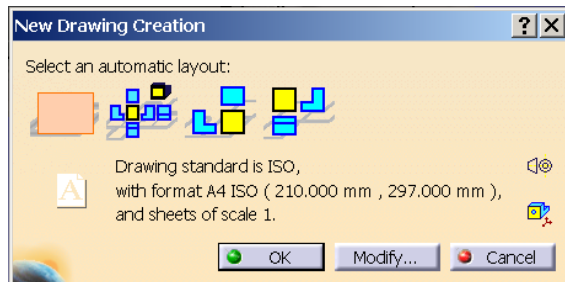 New Drawing Creation
Select an automatic layout:
A
Drawing standard is ISO,
with format A4 ISO ( 210.000 mm , 297.000 mm ),
and sheets of scale 1.
OK Modify... Cancel